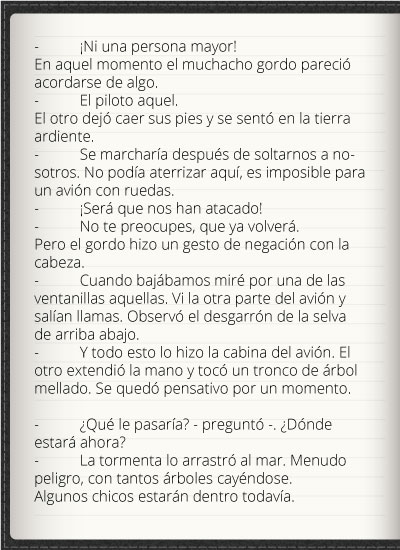 - ¡Ni una persona mayor!
En aquel momento el muchacho gordo pareció
acordarse de algo.
- El piloto aquel.
El otro dejó caer sus pies y se sentó en la tierra
ardiente.
- Se marcharía después de soltarnos a no-
sotros. No podía aterrizar aquí, es imposible para
un avión con ruedas.
- ¡Será que nos han atacado!
- No te preocupes, que ya volverá.
Pero el gordo hizo un gesto de negación con la
cabeza.
- Cuando bajábamos miré por una de las
ventanillas aquellas. Vi la otra parte del avión y
salían llamas. Observó el desgarrón de la selva
de arriba abajo.
- Y todo esto lo hizo la cabina del avión. El
otro extendió la mano y tocó un tronco de árbol
mellado. Se quedó pensativo por un momento.
- ¿Qué le pasaría? - preguntó -. ¿Dónde
estará ahora?
- La tormenta lo arrastró al mar. Menudo
peligro, con tantos árboles cayéndose.
Algunos chicos estarán dentro todavía.